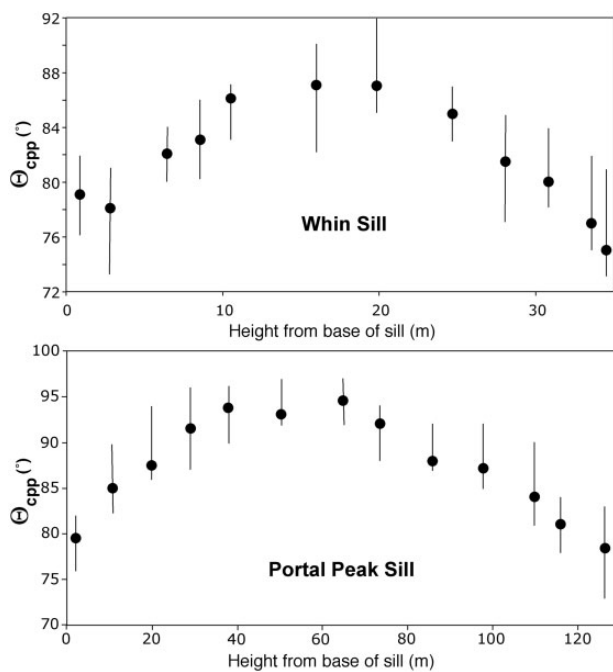 92
88
84
80
76
72
Θcpp (°)
Whin Sill
0 10 20 30
Height from base of sill (m)
100
95
90
85
80
75
70
Θcpp (°)
Portal Peak Sill
0 20 40 60 80 100 120
Height from base of sill (m)